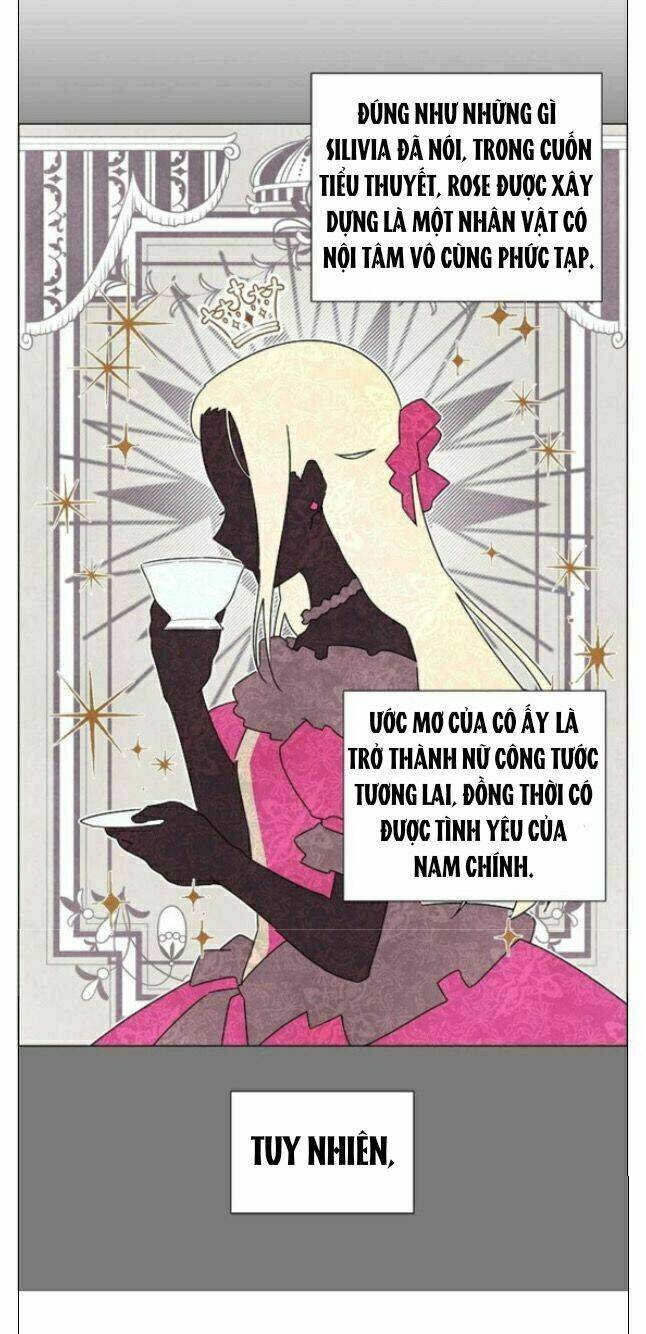 ĐÚNG NHƯ NHỮNG GÌ
SILIVIA ĐÃ NÓI, TRONG CUỐN
TIỂU THUYẾT, ROSE ĐƯỢC XÂY
DỰNG LÀ MỘT NHÂN VẬT CÓ
NỘI TÂM VÔ CÙNG PHỨC TẠP.
ƯỚC MƠ CỦA CÔ ẤY LÀ
TRỞ THÀNH NỮ CÔNG TƯỚC
TƯƠNG LAI, ĐỒNG THỜI CÓ
ĐƯỢC TÌNH YÊU CỦA
NAM CHÍNH.
TUY NHIÊN,